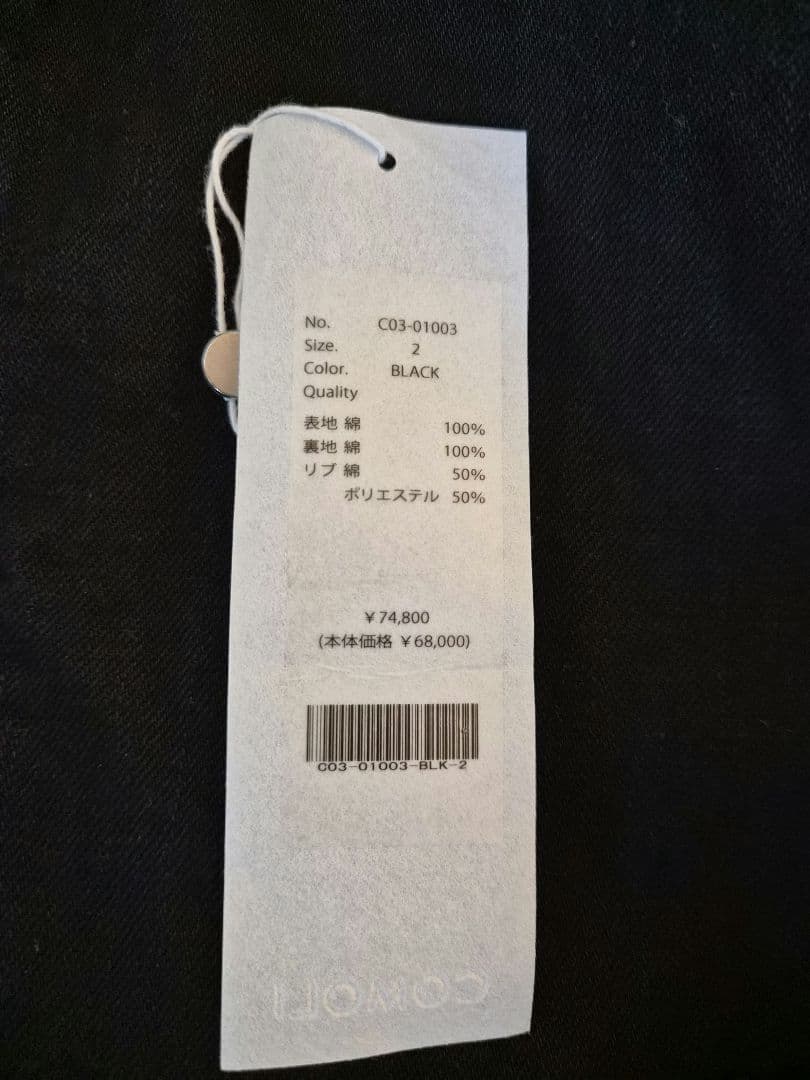 No. C03-01003
Size. 2
Color. BLACK
Quality
表地 綿 100%
裏地 綿 100%
リブ 綿 50%
ポリエステル 50%
￥74,800
(本体価格 ￥68,000)
C03-01003-BLK-2
COMOLI